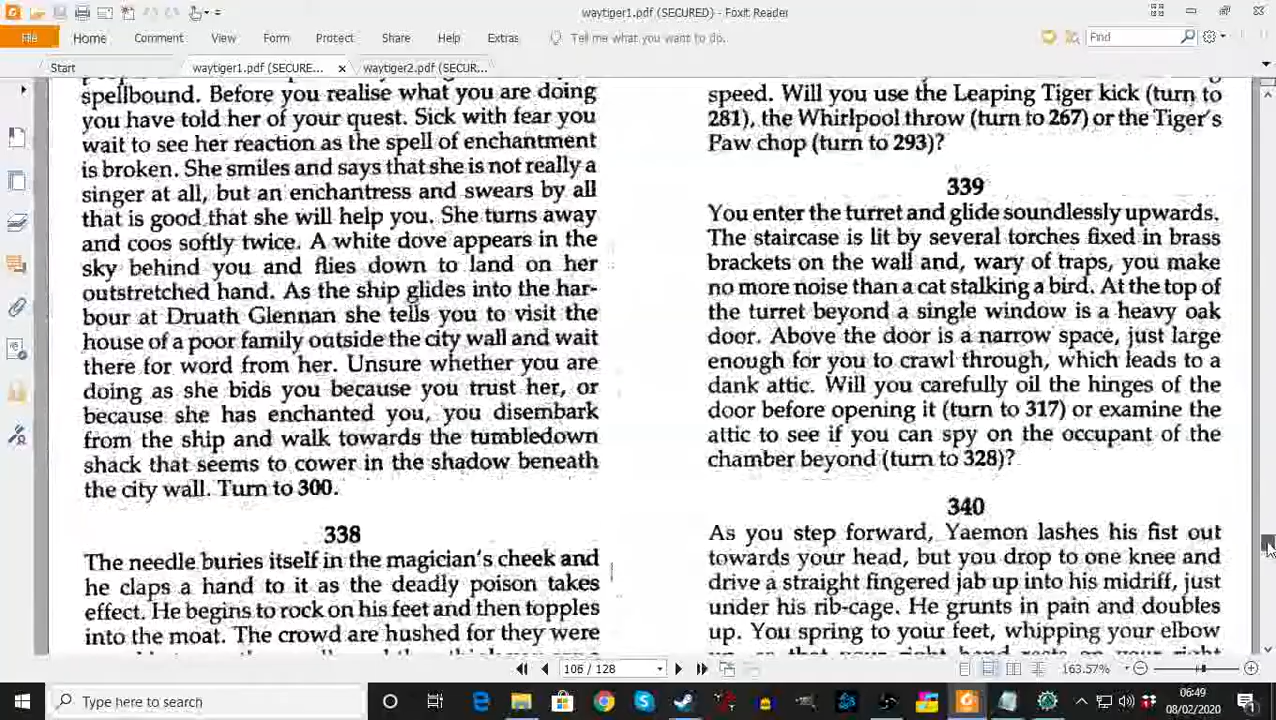 waytiger1.pdf (SECURED) - Foxit Reader
File Home Comment View Form Protect Share Help Extras Tell me what you want to do. Find
Start waytiger1.pdf (SECURE... waytiger2.pdf (SECUR...
spellbound. Before you realise what you are doing
you have told her of your quest. Sick with fear you
wait to see her reaction as the spell of enchantment
is broken. She smiles and says that she is not really a
singer at all, but an enchantress and swears by all
that is good that she will help you. She turns away
and coos softly twice. A white dove appears in the
sky behind you and flies down to land on her
outstretched hand. As the ship glides into the har-
bour at Druath Glennan she tells you to visit the
house of a poor family outside the city wall and wait
there for word from her. Unsure whether you are
doing as she bids you because you trust her, or
because she has enchanted you, you disembark
from the ship and walk towards the tumbledown
shack that seems to cower in the shadow beneath
the city wall. Turn to 300.
338
The needle buries itself in the magician's cheek and
he claps a hand to it as the deadly poison takes
effect. He begins to rock on his feet and then topples
into the moat. The crowd are hushed for they were
speed. Will you use the Leaping Tiger kick (turn to
281), the Whirlpool throw (turn to 267) or the Tiger's
Paw chop (turn to 293)?
339
You enter the turret and glide soundlessly upwards.
The staircase is lit by several torches fixed in brass
brackets on the wall and, wary of traps, you make
no more noise than a cat stalking a bird. At the top of
the turret beyond a single window is a heavy oak
door. Above the door is a narrow space, just large
enough for you to crawl through, which leads to a
dank attic. Will you carefully oil the hinges of the
door before opening it (turn to 317) or examine the
attic to see if you can spy on the occupant of the
chamber beyond (turn to 328)?
340
As you step forward, Yaemon lashes his fist out
towards your head, but you drop to one knee and
drive a straight fingered jab up into his midriff, just
under his rib-cage. He grunts in pain and doubles
up. You spring to your feet, whipping your elbow
106 / 128 163.57%
Type here to search
06:49
08/02/2020